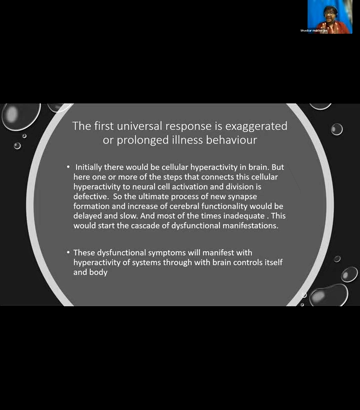 The first universal response is exaggerated
or prolonged illness behaviour
• Initially there would be cellular hyperactivity in brain. But
here one or more of the steps that connects this cellular
hyperactivity to neural cell activation and division is
defective. So the ultimate process of new synapse
formation and increase of cerebral functionality would be
delayed and slow. And most of the times inadequate . This
would start the cascade of dysfunctional manifestations.
• These dysfunctional symptoms will manifest with
hyperactivity of systems through with brain controls itself
and body